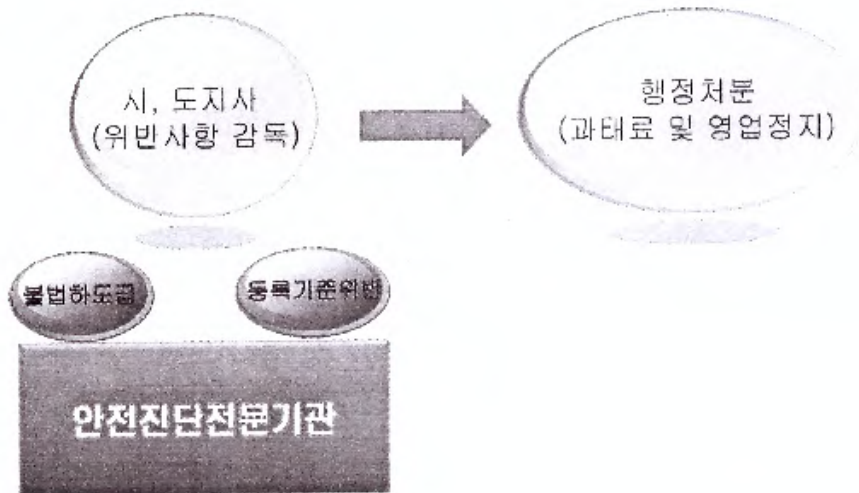 시, 도지사
(위반사항 감독)
행정처분
(과태료 및 영업정지)
불법하도급
등록기준위반
안전진단전문기관